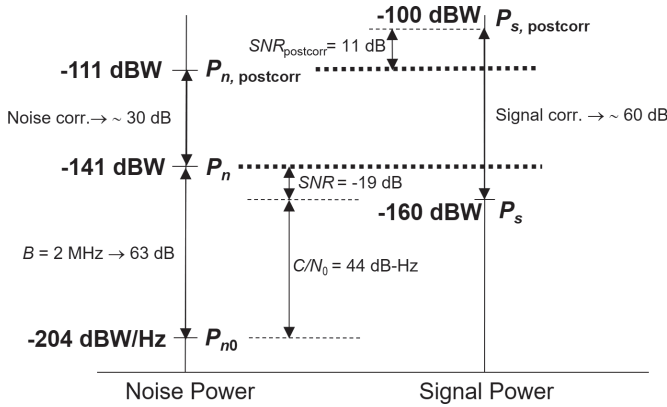 -100 dBW P_s, postcorr
SNR_postcorr = 11 dB
-111 dBW P_n, postcorr
Noise corr.→ ~ 30 dB
Signal corr. → ~ 60 dB
-141 dBW P_n
SNR = -19 dB
-160 dBW P_s
B = 2 MHz → 63 dB
C/N_0 = 44 dB-Hz
-204 dBW/Hz P_n0
Noise Power
Signal Power